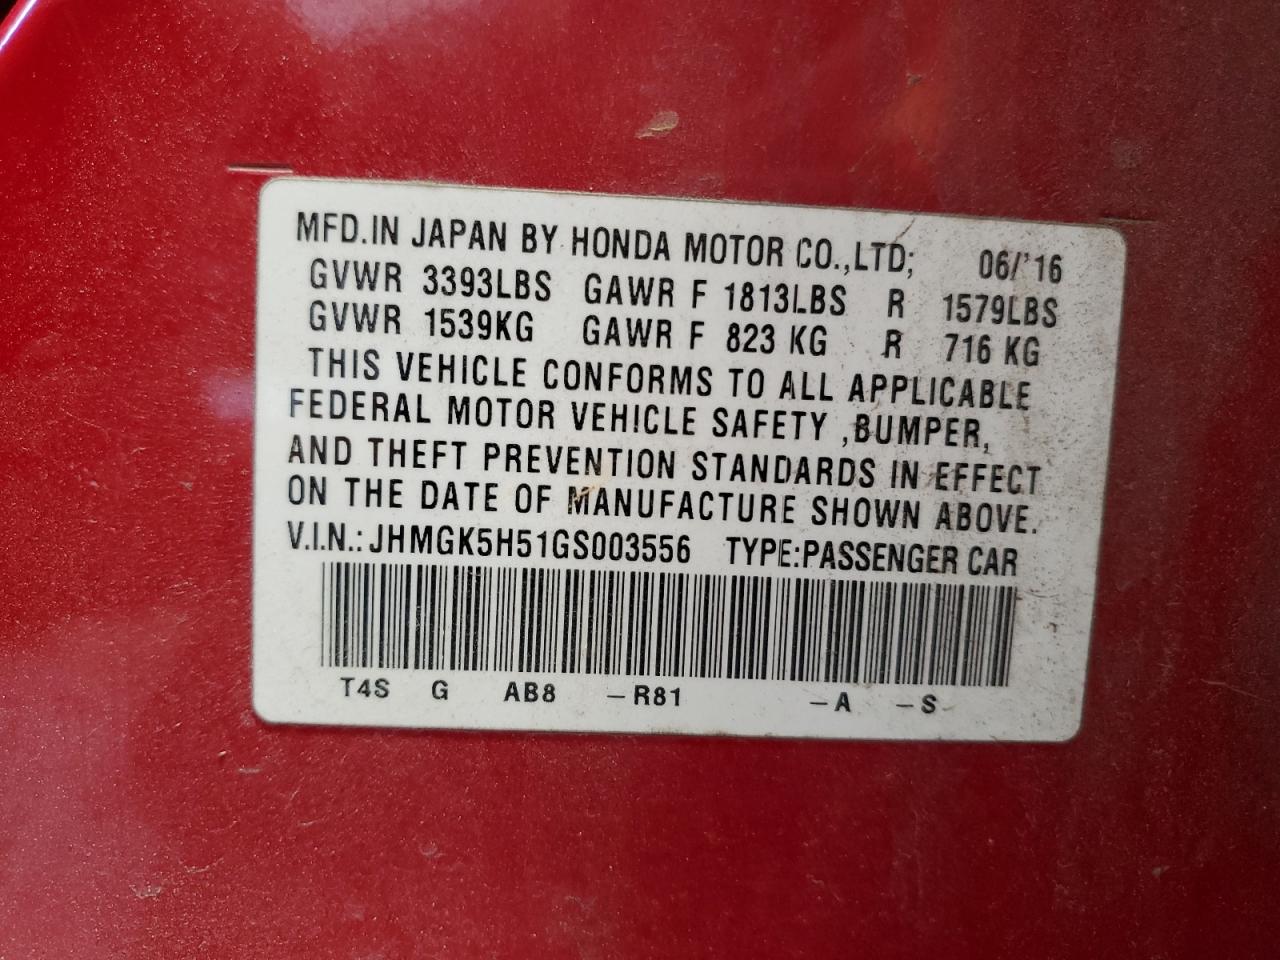 MFD.IN JAPAN BY HONDA MOTOR CO.,LTD; 06/'16
GVWR 3393LBS GAWR F 1813LBS R 1579LBS
GVWR 1539KG GAWR F 823 KG R 716 KG
THIS VEHICLE CONFORMS TO ALL APPLICABLE
FEDERAL MOTOR VEHICLE SAFETY ,BUMPER,
AND THEFT PREVENTION STANDARDS IN EFFECT
ON THE DATE OF MANUFACTURE SHOWN ABOVE.
V.I.N.:JHMGK5H51GS003556 TYPE:PASSENGER CAR
T4S G AB8 -R81 -A -S